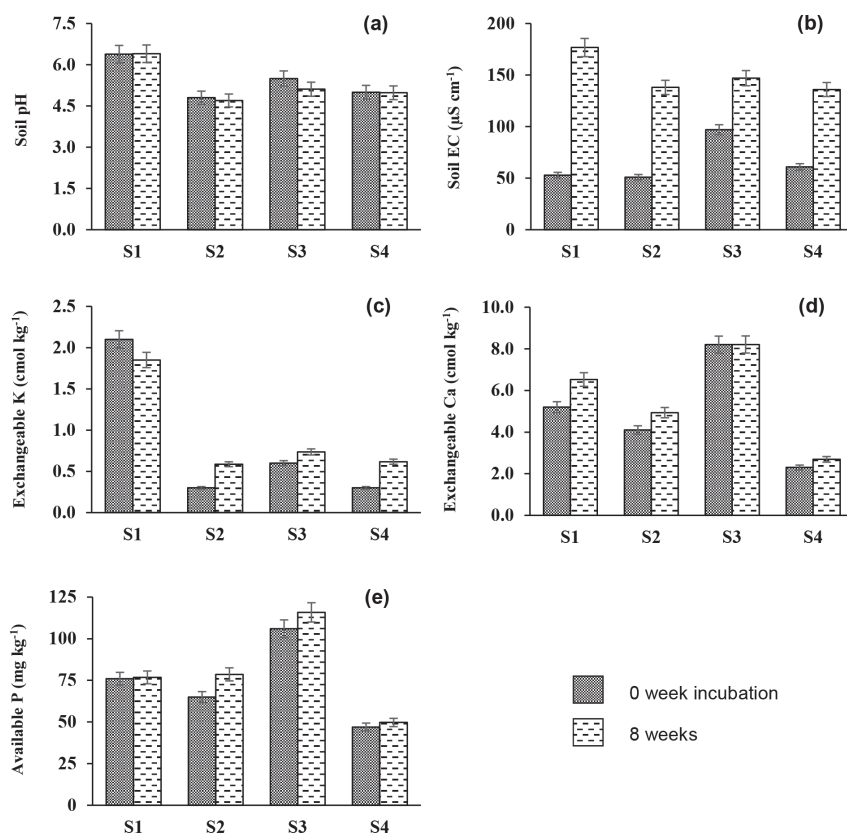 (a)
Soil pH
7.5
6.0
4.5
3.0
1.5
0.0
S1 S2 S3 S4
(b)
Soil EC (µS cm⁻¹)
200
150
100
50
0
S1 S2 S3 S4
(c)
Exchangeable K (cmol kg⁻¹)
2.5
2.0
1.5
1.0
0.5
0.0
S1 S2 S3 S4
(d)
Exchangeable Ca (cmol kg⁻¹)
10.0
8.0
6.0
4.0
2.0
0.0
S1 S2 S3 S4
(e)
Available P (mg kg⁻¹)
125
100
75
50
25
0
S1 S2 S3 S4
0 week incubation
8 weeks